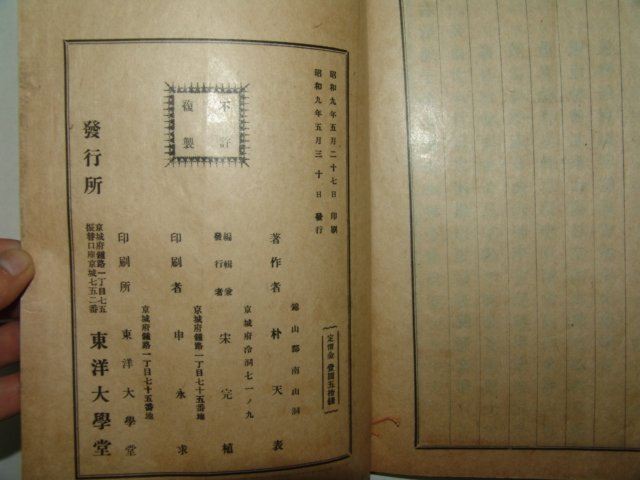 昭和九年五月二十七日 印刷
昭和九年五月三十日 發行
不許
複製
定價金 壹圓五拾錢
錦山郡南山洞
著作者 朴天表
京城府冷洞七一ノ九
編輯兼
發行者 宋完植
京城府鍾路一丁目七十五番地
印刷者 申永求
京城府鍾路一丁目七十五番地
印刷所 東洋大學堂
發行所
京城府鍾路一丁目七五
振替口座京城七五二番
東洋大學堂